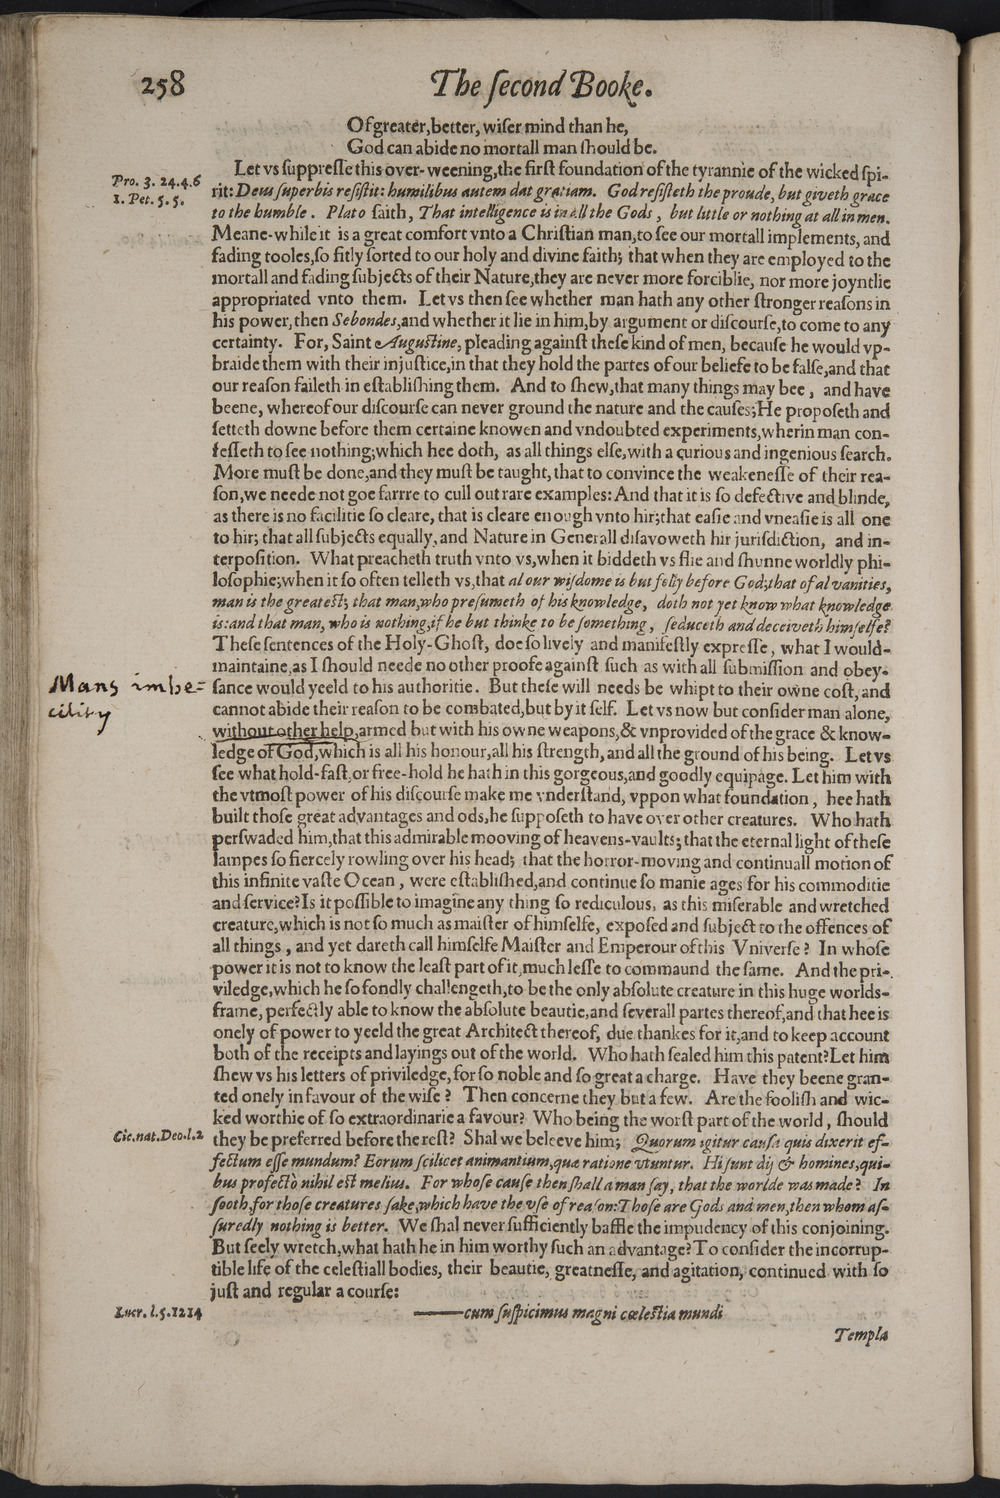 258
The ſecond Booke.
Of greater, better, wiſer mind than he,
God can abide no mortall man ſhould be.
Let vs ſuppreſſe this over-weening, the firſt foundation of the tyrannie of the wicked ſpi-
Pro. 3. 24. 4. 6
1. Pet. 5. 5.
rit: Deus ſuperbis reſiſtit: humilibus autem dat gratiam. God reſiſteth the proude, but giveth grace
to the humble. Plato ſaith, That intelligence is in all the Gods, but little or nothing at all in men.
Meane-while it is a great comfort vnto a Chriſtian man, to ſee our mortall implements, and
fading tooles, ſo fitly ſorted to our holy and divine faith; that when they are employed to the
mortall and fading ſubjects of their Nature, they are never more forciblie, nor more joyntlie
appropriated vnto them. Let vs then ſee whether man hath any other ſtronger reaſons in
his power, then Sebondes, and whether it lie in him, by argument or diſcourſe, to come to any
certainty. For, Saint Auguſtine, pleading againſt theſe kind of men, becauſe he would vp-
braide them with their injuſtice, in that they hold the partes of our beliefe to be falſe, and that
our reaſon faileth in eſtabliſhing them. And to ſhew, that many things may bee, and have
beene, whereof our diſcourſe can never ground the nature and the cauſes; He propoſeth and
ſetteth downe before them certaine knowen and vndoubted experiments, wherin man con-
feſſeth to ſee nothing; which hee doth, as all things elſe, with a curious and ingenious ſearch.
More muſt be done, and they muſt be taught, that to convince the weakeneſſe of their rea-
ſon, we neede not goe farrre to cull out rare examples: And that it is ſo defective and blinde,
as there is no facilitie ſo cleare, that is cleare enough vnto hir; that eaſie and vneaſie is all one
to hir; that all ſubjects equally, and Nature in Generall diſavoweth hir juriſdiction, and in-
terpoſition. What preacheth truth vnto vs, when it biddeth vs flie and ſhunne worldly phi-
loſophie; when it ſo often telleth vs, that al our wiſdome is but folly before God; that of al vanities,
man is the greateſt; that man, who preſumeth of his knowledge, doth not yet know what knowledge
is: and that man, who is nothing, if he but thinke to be ſomething, ſeduceth and deceiveth himſelfe?
Theſe ſentences of the Holy-Ghoſt, doe ſo lively and manifeſtly expreſſe, what I would-
maintaine, as I ſhould neede no other proofe againſt ſuch as with all ſubmiſſion and obey-
Mans imbe-
cility
ſance would yeeld to his authoritie. But theſe will needs be whipt to their owne coſt, and
cannot abide their reaſon to be combated, but by it ſelf. Let vs now but conſider man alone,
without other help, armed but with his owne weapons, & vnprovided of the grace & know-
ledge of God, which is all his honour, all his ſtrength, and all the ground of his being. Let vs
ſee what hold-faſt, or free-hold he hath in this gorgeous, and goodly equipage. Let him with
the vtmoſt power of his diſcourſe make me vnderſtand, vppon what foundation, hee hath
built thoſe great advantages and ods, he ſuppoſeth to have over other creatures. Who hath
perſwaded him, that this admirable mooving of heavens-vaults; that the eternal light of theſe
lampes ſo fiercely rowling over his head; that the horror-moving and continuall motion of
this infinite vaſte Ocean, were eſtabliſhed, and continue ſo manie ages for his commoditie
and ſervice? Is it poſſible to imagine any thing ſo rediculous, as this miſerable and wretched
creature, which is not ſo much as maiſter of himſelfe, expoſed and ſubject to the offences of
all things, and yet dareth call himſelfe Maiſter and Emperour of this Vniverſe? In whoſe
power it is not to know the leaſt part of it, much leſſe to commaund the ſame. And the pri-
viledge, which he ſo fondly challengeth, to be the only abſolute creature in this huge worlds-
frame, perfectly able to know the abſolute beautie, and ſeverall partes thereof, and that hee is
onely of power to yeeld the great Architect thereof, due thankes for it, and to keep account
both of the receipts and layings out of the world. Who hath ſealed him this patent? Let him
ſhew vs his letters of priviledge, for ſo noble and ſo great a charge. Have they beene gran-
ted onely in favour of the wiſe? Then concerne they but a few. Are the fooliſh and wic-
ked worthie of ſo extraordinarie a favour? Who being the worſt part of the world, ſhould
Cic. nat. Deo. l. 2
they be preferred before the reſt? Shal we beleeve him; Quorum igitur cauſa quis dixerit ef-
fectum eſſe mundum? Eorum ſcilicet animantium, quæ ratione vtuntur. Hi ſunt dij & homines, qui-
bus profectò nihil eſt melius. For whoſe cauſe then ſhall a man ſay, that the worlde was made? In
ſooth, for thoſe creatures ſake, which have the vſe of reaſon: Thoſe are Gods and men, then whom aſ-
ſuredly nothing is better. We ſhal never ſufficiently baffle the impudency of this conjoining.
But ſeely wretch, what hath he in him worthy ſuch an advantage? To conſider the incorrup-
tible life of the celeſtiall bodies, their beautie, greatneſſe, and agitation, continued with ſo
juſt and regular a courſe:
Lucr. l. 5. 1214
——cum ſuſpicimus magni cœleſtia mundi
Templa